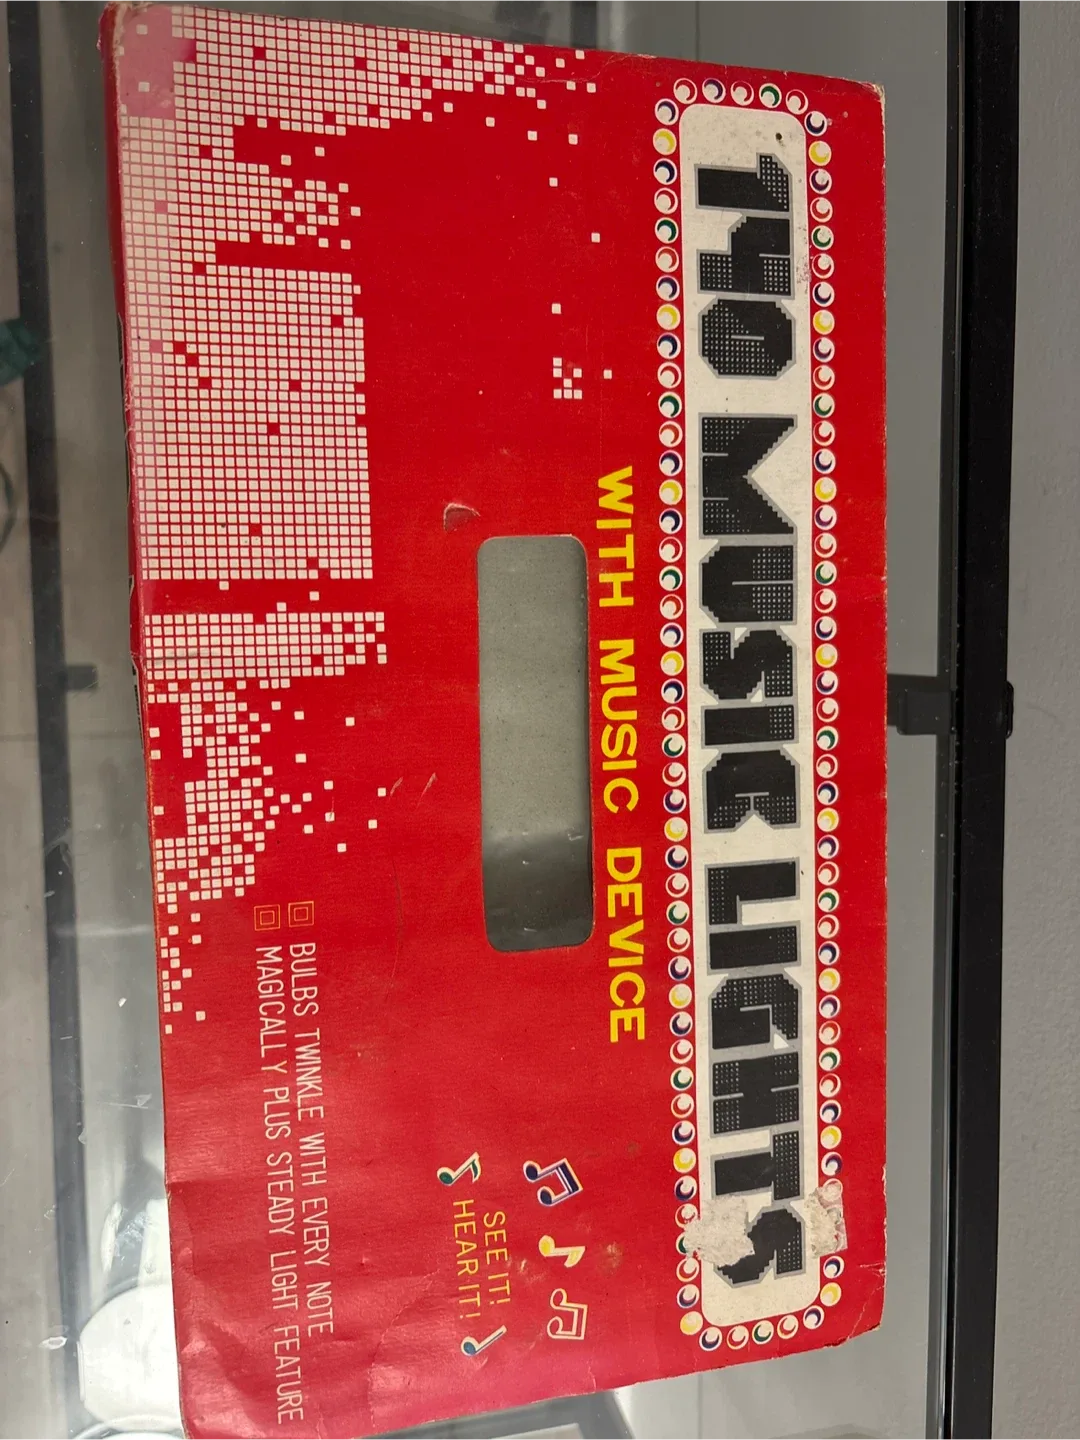 140 MUSIC LIGHTS
WITH MUSIC DEVICE
SEE IT!
HEAR IT!
BULBS TWINKLE WITH EVERY NOTE
MAGICALLY PLUS STEADY LIGHT FEATURE